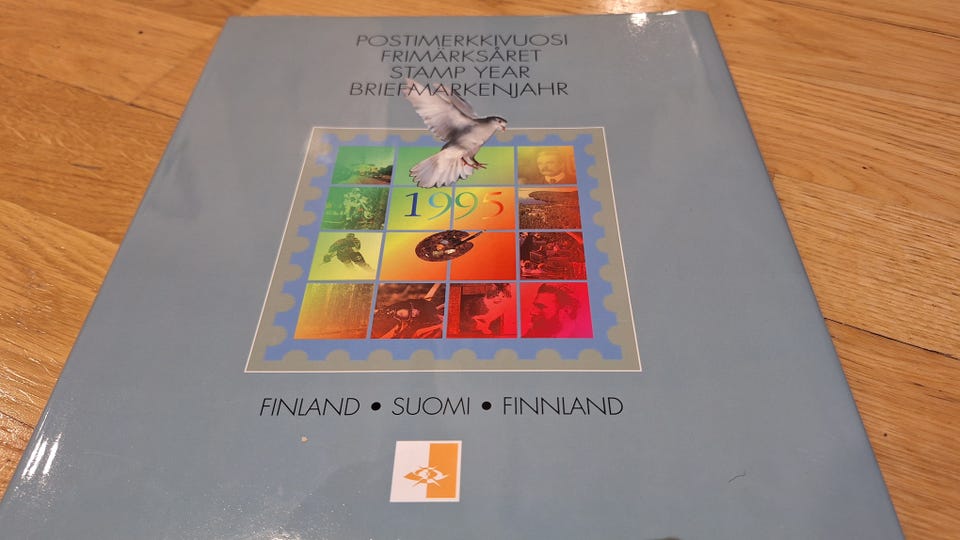 POSTIMERKKIVUOSI
FRIMÄRKSÅRET
STAMP YEAR
BRIEFMARKENJAHR
1995
FINLAND • SUOMI • FINNLAND